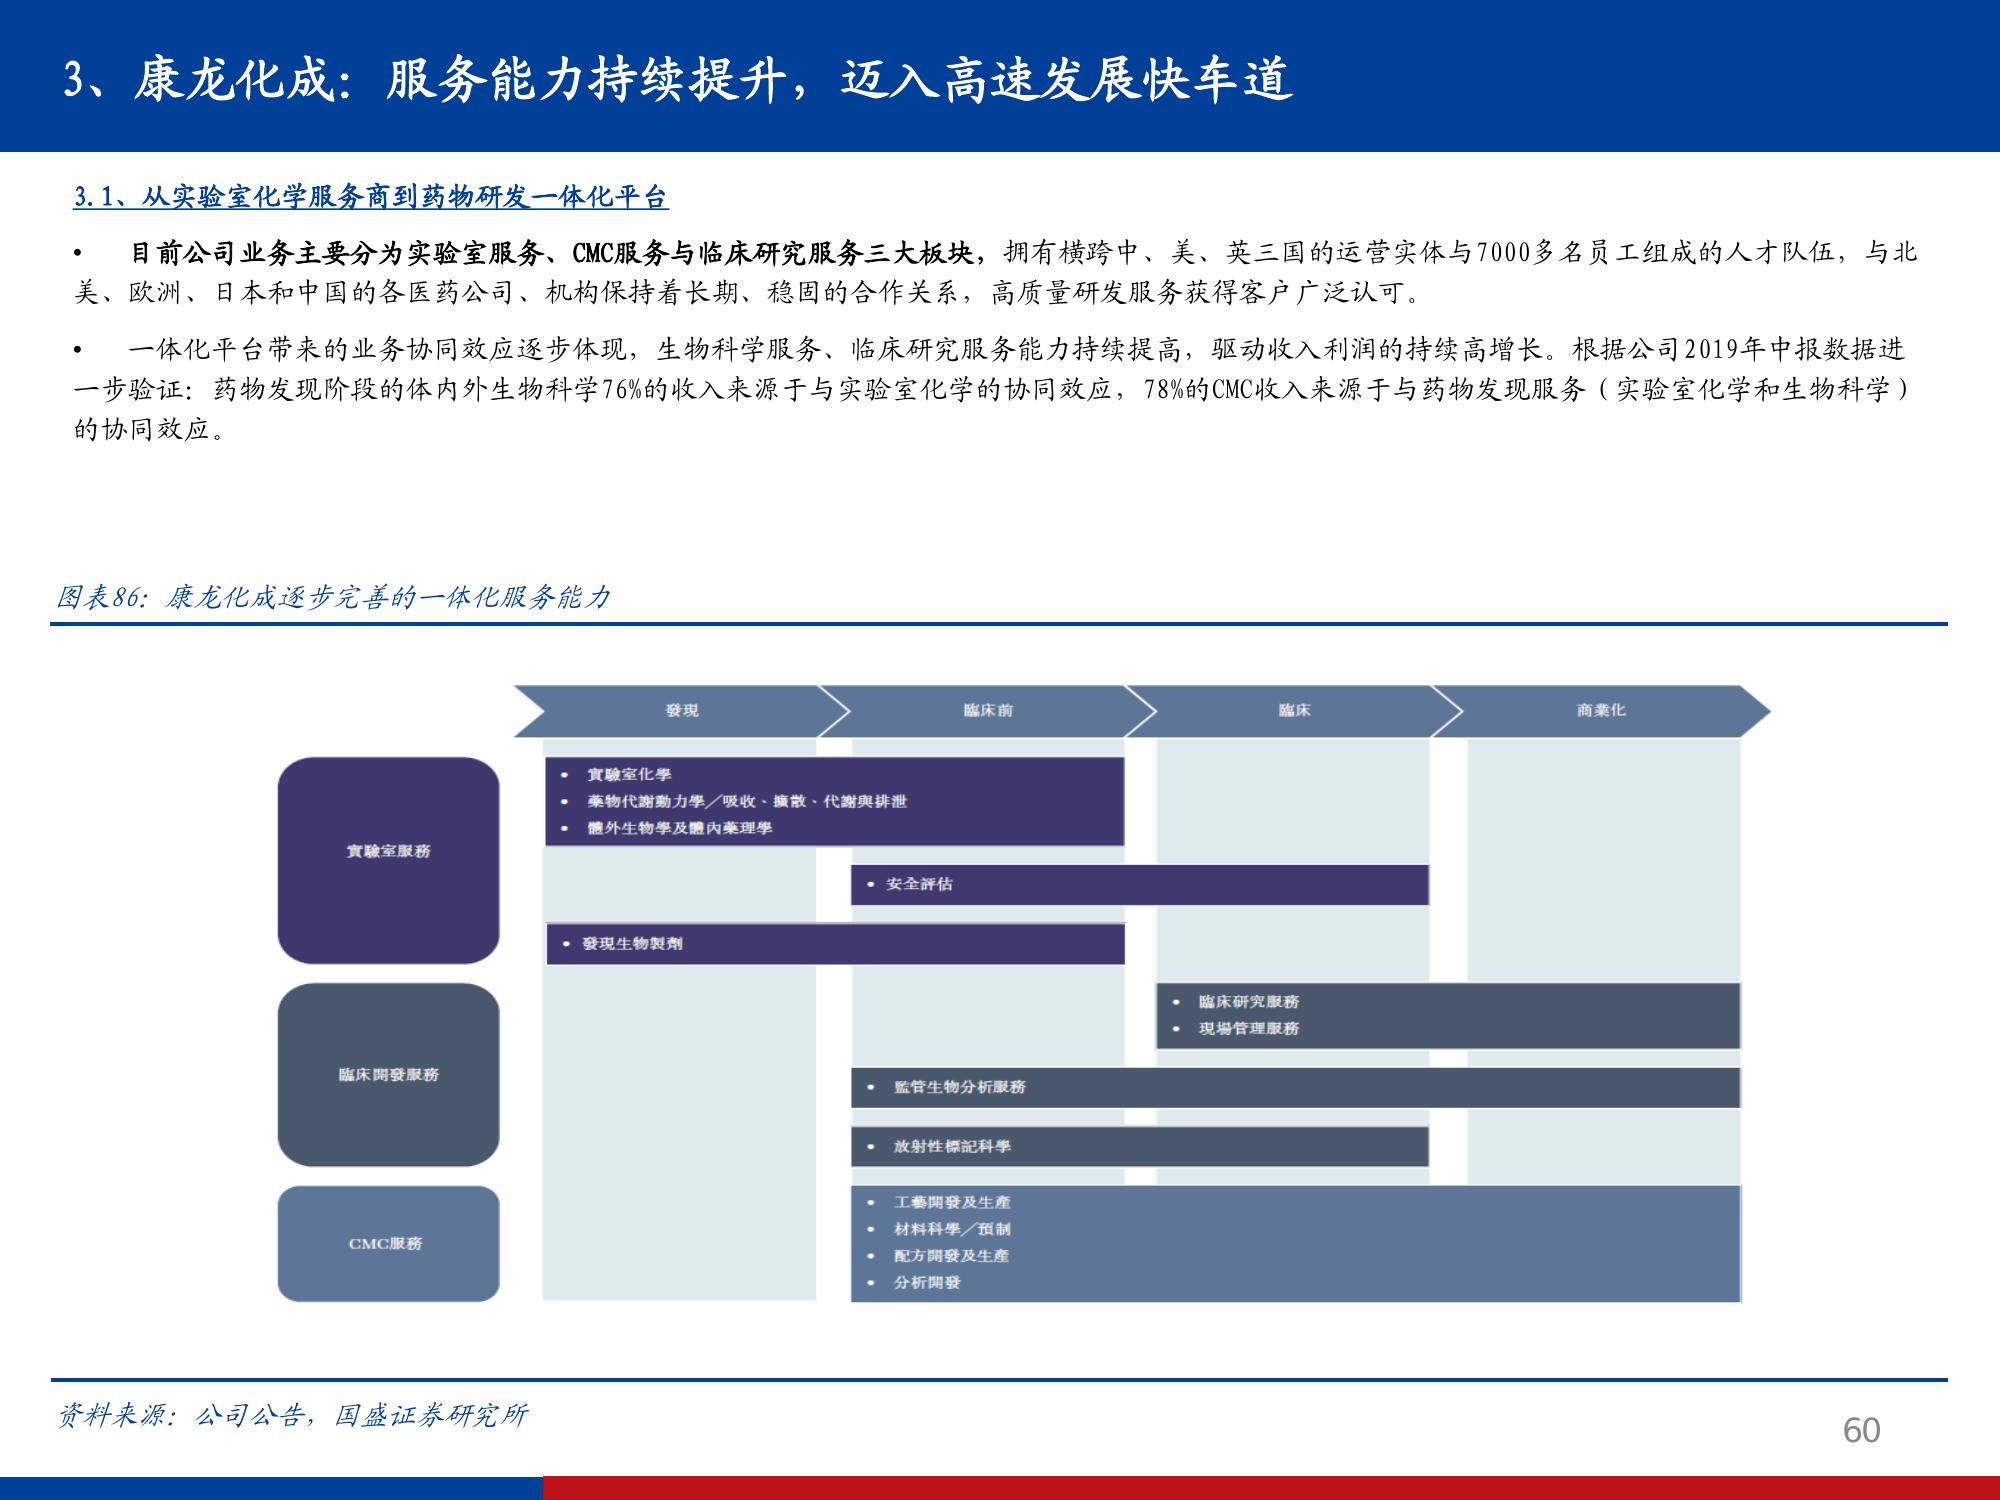 3、康龙化成：服务能力持续提升，迈入高速发展快车道
3.1、从实验室化学服务商到药物研发一体化平台
• 目前公司业务主要分为实验室服务、CMC服务与临床研究服务三大板块，拥有横跨中、美、英三国的运营实体与7000多名员工组成的人才队伍，与北
美、欧洲、日本和中国的各医药公司、机构保持着长期、稳固的合作关系，高质量研发服务获得客户广泛认可。
• 一体化平台带来的业务协同效应逐步体现，生物科学服务、临床研究服务能力持续提高，驱动收入利润的持续高增长。根据公司2019年中报数据进
一步验证：药物发现阶段的体内外生物科学76%的收入来源于与实验室化学的协同效应，78%的CMC收入来源于与药物发现服务（实验室化学和生物科学）
的协同效应。
图表86：康龙化成逐步完善的一体化服务能力
發現
臨床前
臨床
商業化
實驗室服務
• 實驗室化學
• 藥物代謝動力學／吸收、擴散、代謝與排泄
• 體外生物學及體內藥理學
• 安全評估
• 發現生物製劑
臨床開發服務
• 臨床研究服務
• 現場管理服務
• 監管生物分析服務
• 放射性標記科學
CMC服務
• 工藝開發及生產
• 材料科學／預制
• 配方開發及生產
• 分析開發
资料来源：公司公告，国盛证券研究所
60